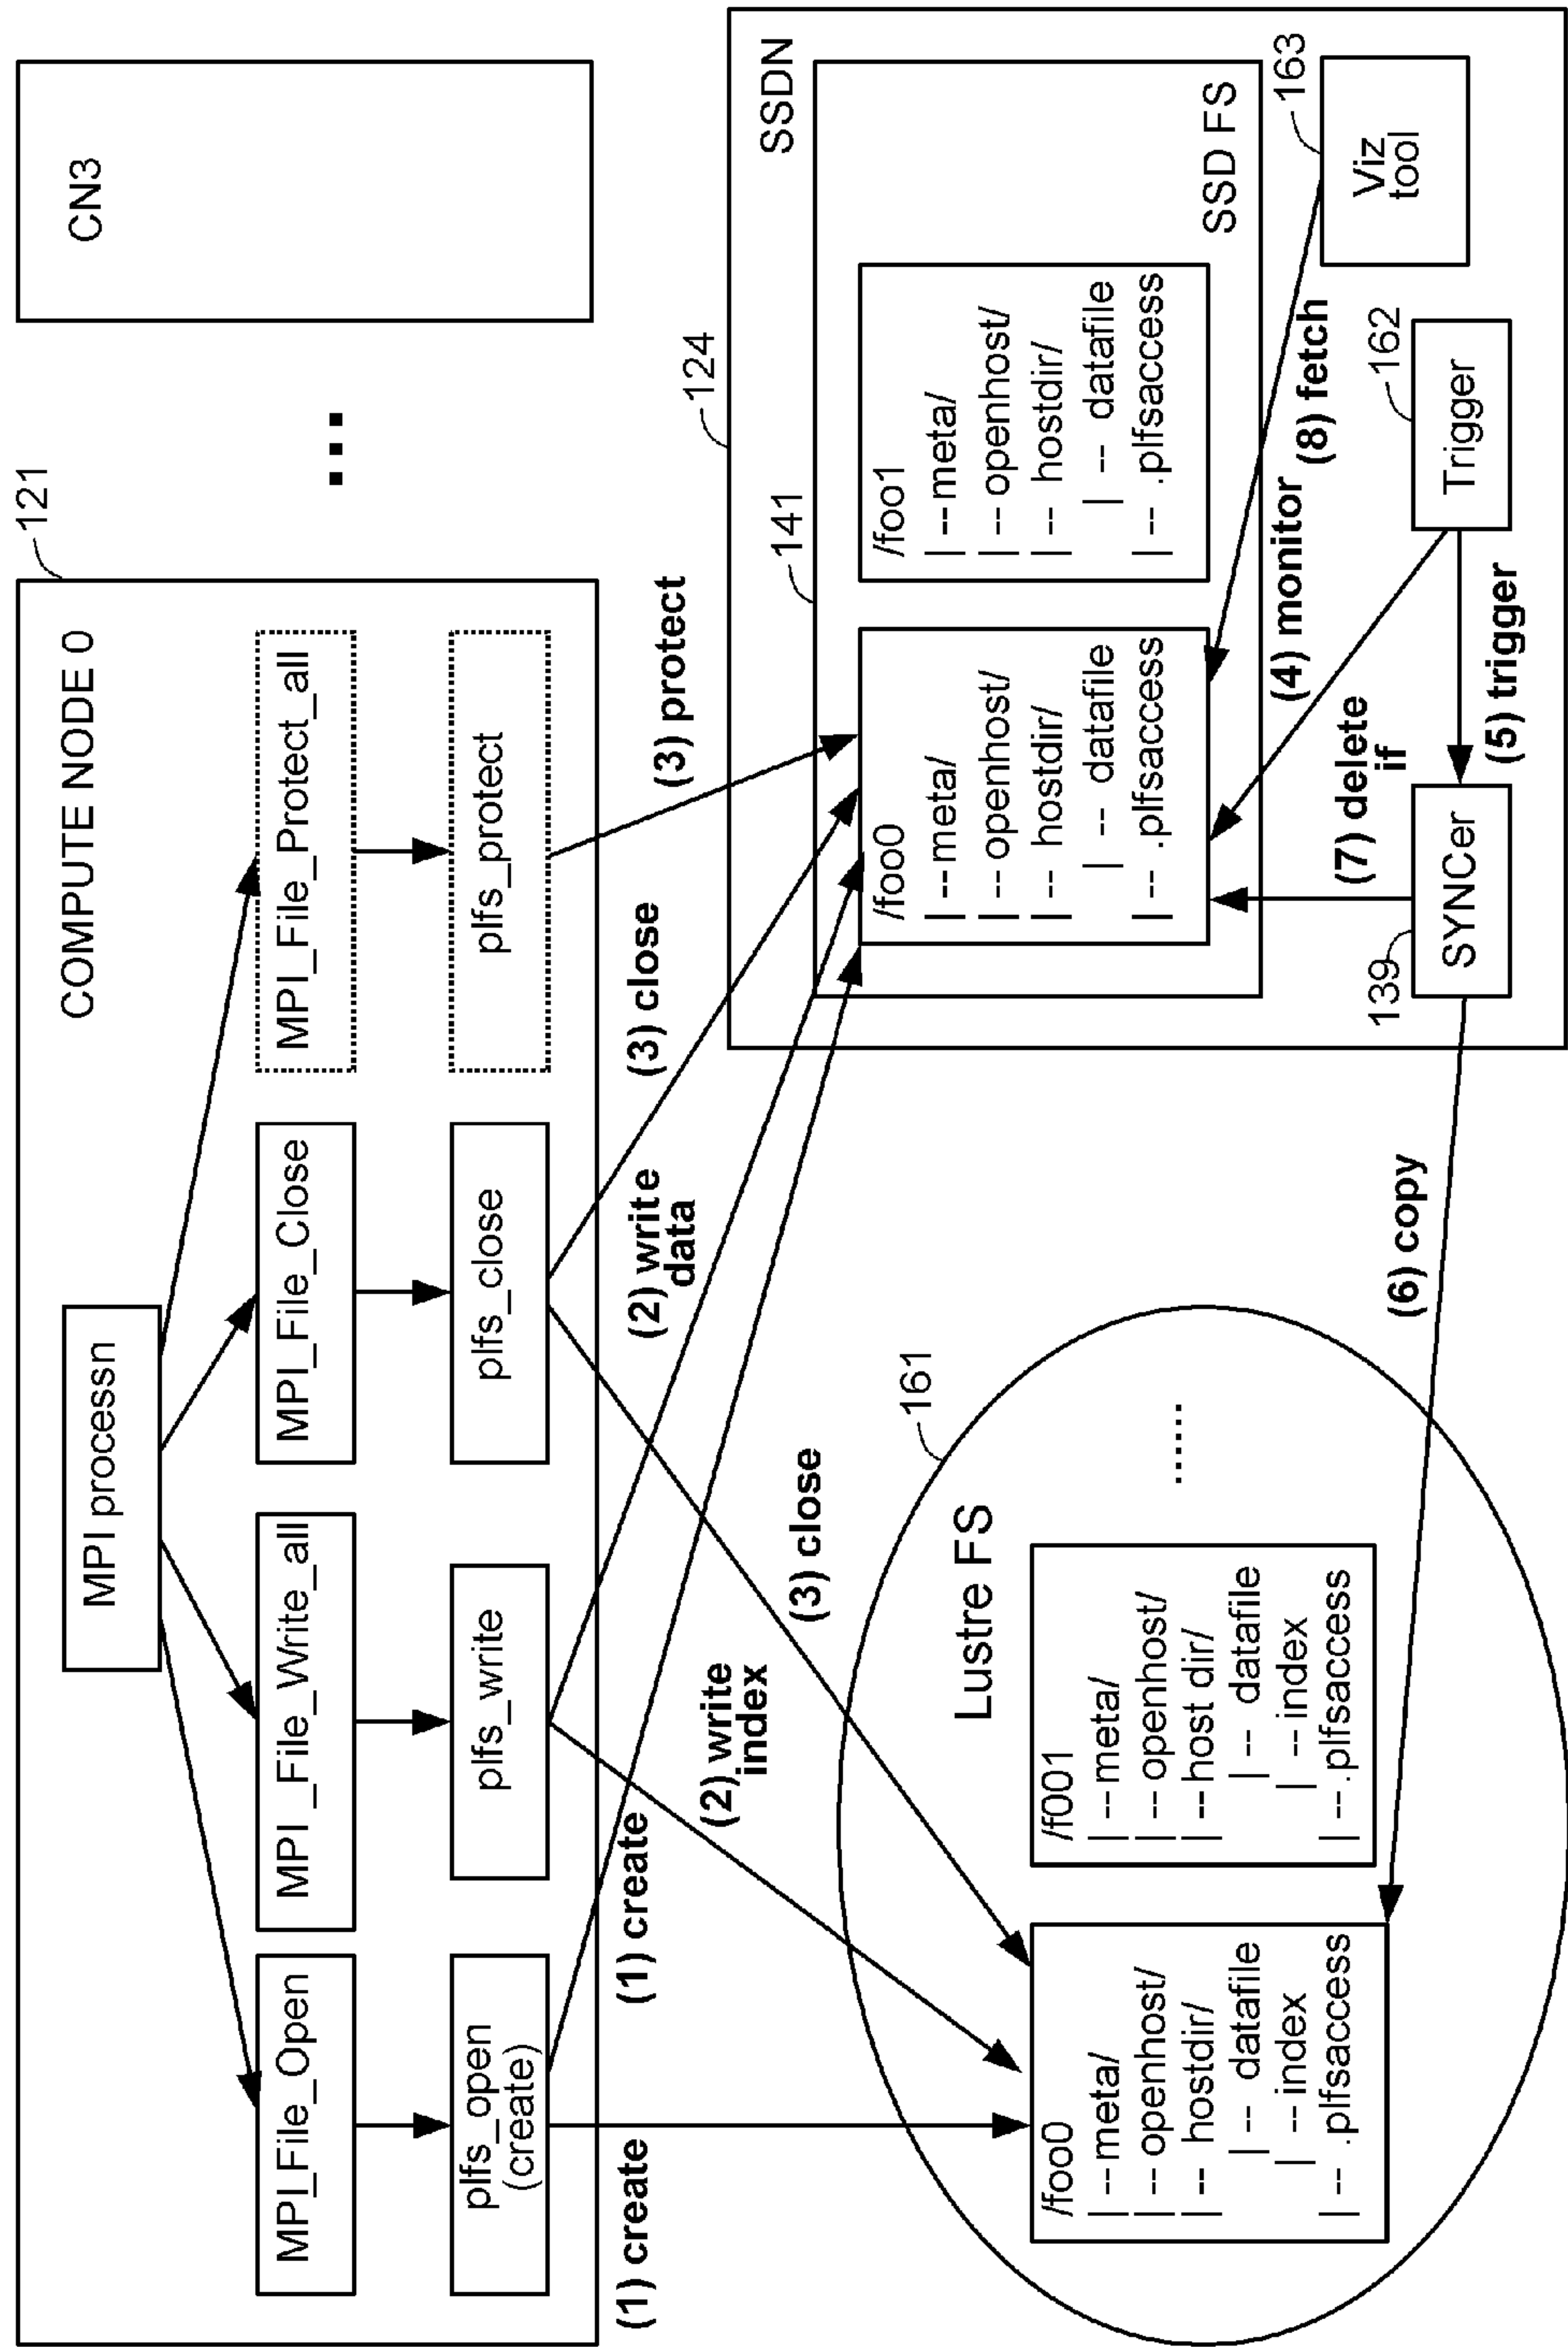 COMPUTE NODE 0
121
CN3
MPI processn
MPI_File_Open
MPI _File_Write_all
MPI_File_Close
MPI_File_Protect_all
...
plfs_open
(create)
plfs_write
plfs_close
plfs_protect
(1) create
(1) create
(2) write
index
(3) close
(2) write
data
(3) close
(3) protect
Lustre FS
161
/foo0
|--meta/
|--openhost/
|-- hostdir/
|-- datafile
|--index
|-- .plfsaccess
/f001
|--meta/
|--openhost/
|--host dir/
|-- datafile
|--index
|--.plfsaccess
......
124
SSDN
141
/foo0
|--meta/
|--openhost/
|-- hostdir/
|-- datafile
|-- .plfsaccess
/foo1
|--meta/
|--openhost/
|-- hostdir/
|-- datafile
|-- .plfsaccess
SSD FS
(6) copy
(7) delete
if
(4) monitor
(8) fetch
139
SYNCer
(5) trigger
162
Trigger
163
Viz
tool